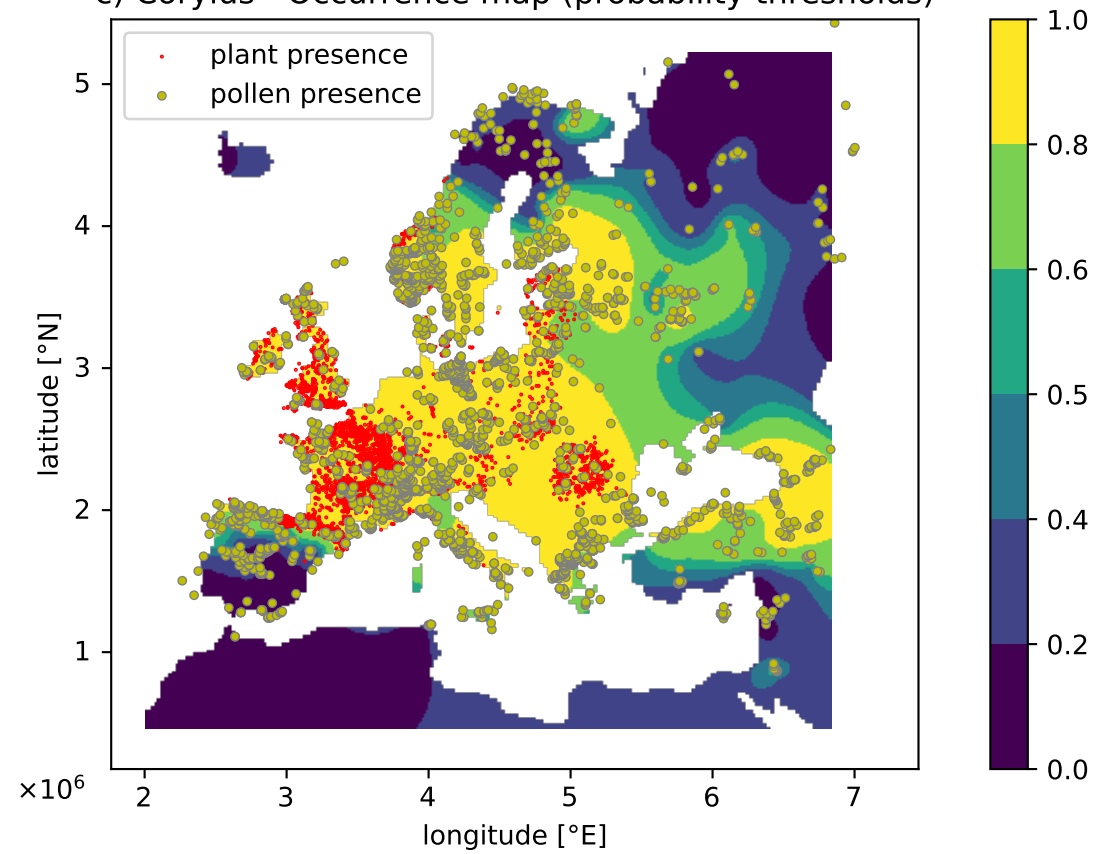 c) Corylus - Occurrence map (probability thresholds)
plant presence
pollen presence
1.0
0.8
0.6
0.5
0.4
0.2
0.0
5
4
3
2
1
latitude [°N]
×10⁶
2 3 4 5 6 7
longitude [°E]